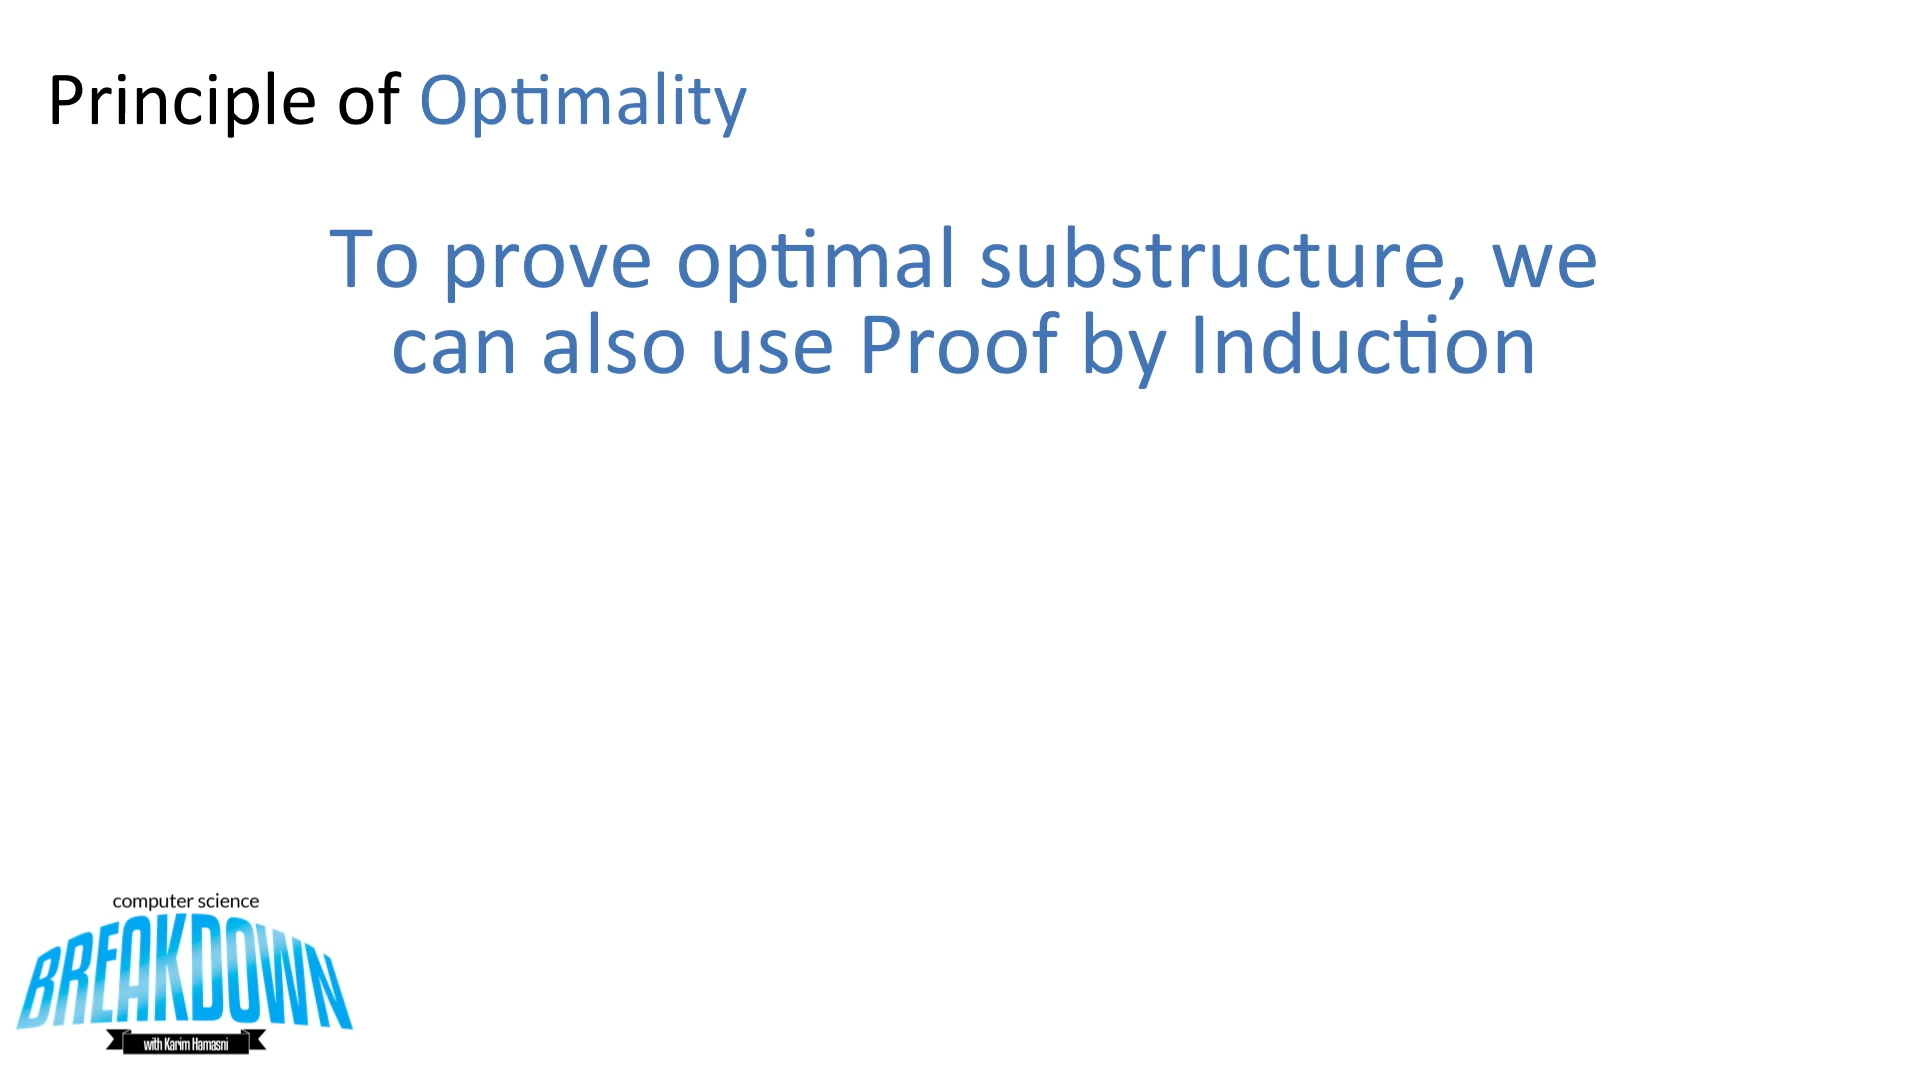 Principle of Optimality
To prove optimal substructure, we
can also use Proof by Induction
computer science
BREAKDOWN
with Karim Hamasni